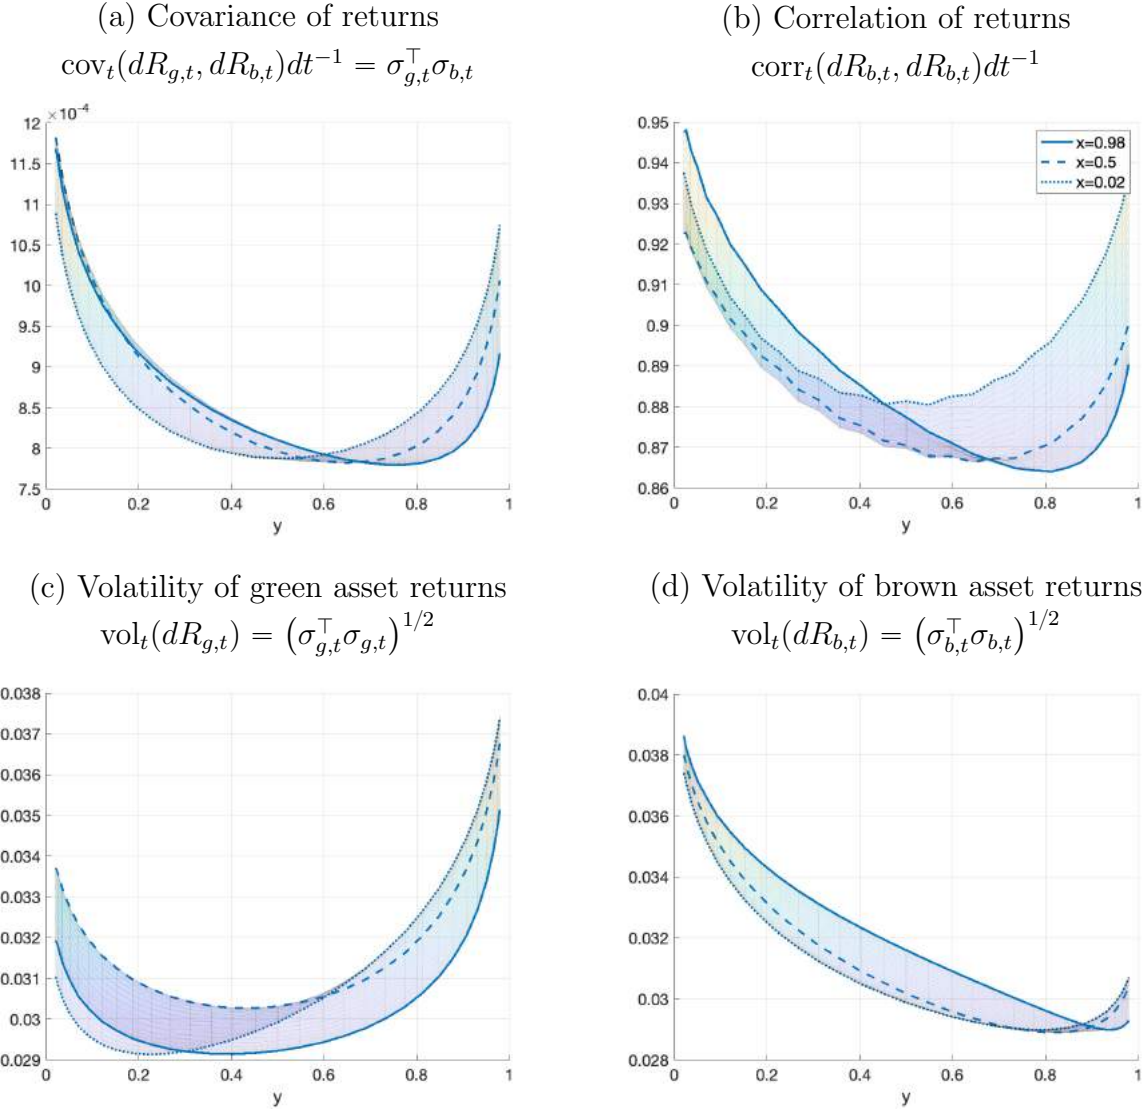 (a) Covariance of returns
cov_t(dR_{g,t}, dR_{b,t})dt^{-1} = σ_{g,t}^⊤σ_{b,t}
×10^{-4}
12
11.5
11
10.5
10
9.5
9
8.5
8
7.5
0 0.2 0.4 0.6 0.8 1
y
(b) Correlation of returns
corr_t(dR_{b,t}, dR_{b,t})dt^{-1}
0.95
0.94
0.93
0.92
0.91
0.9
0.89
0.88
0.87
0.86
x=0.98
x=0.5
x=0.02
0 0.2 0.4 0.6 0.8 1
y
(c) Volatility of green asset returns
vol_t(dR_{g,t}) = (σ_{g,t}^⊤σ_{g,t})^{1/2}
0.038
0.037
0.036
0.035
0.034
0.033
0.032
0.031
0.03
0.029
0 0.2 0.4 0.6 0.8 1
y
(d) Volatility of brown asset returns
vol_t(dR_{b,t}) = (σ_{b,t}^⊤σ_{b,t})^{1/2}
0.04
0.038
0.036
0.034
0.032
0.03
0.028
0 0.2 0.4 0.6 0.8 1
y